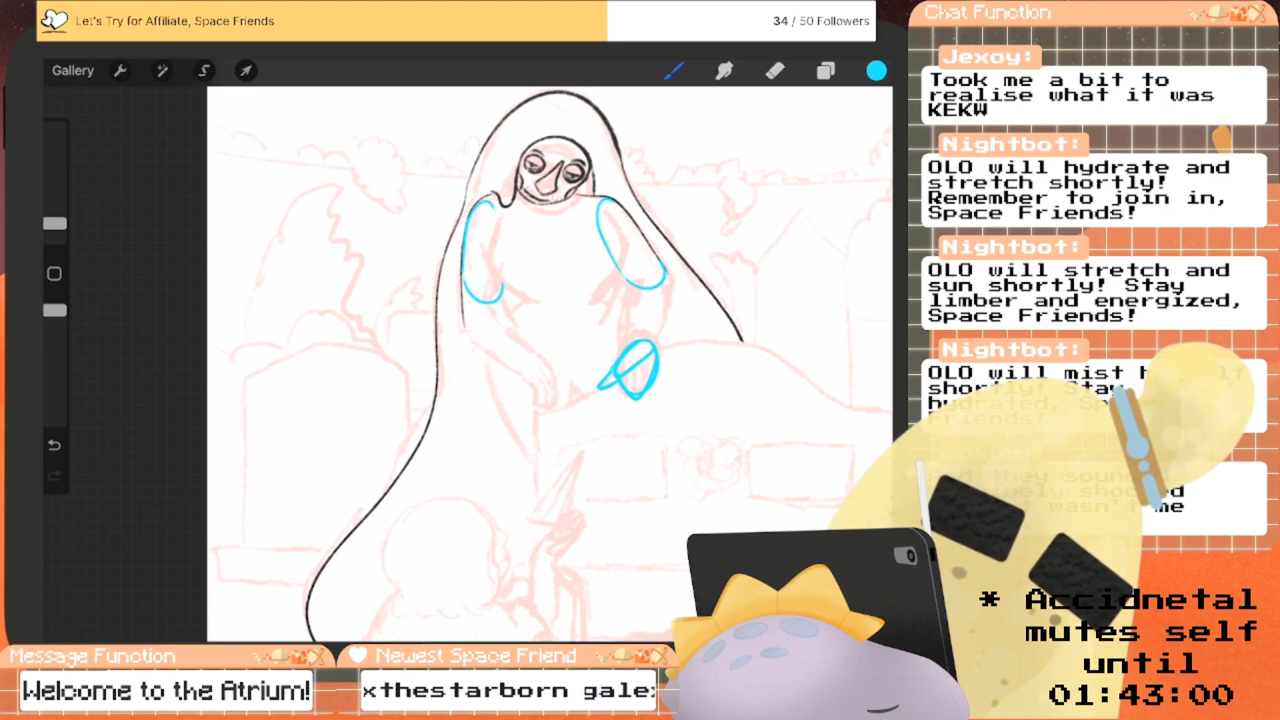 Let's Try for Affiliate, Space Friends
34 / 50 Followers
Gallery
Chat Function
Jexoy:
Took me a bit to
realise what it was
KEKW
Nightbot:
OLO will hydrate and
stretch shortly!
Remember to join in,
Space Friends!
Nightbot:
OLO will stretch and
sun shortly! Stay
limber and energized,
Space Friends!
Nightbot:
OLO will mist
shortly! Stay
Friends!
* Accidnetal
mutes self
until
01:43:00
Message Function
Welcome to the Atrium!
Newest Space Friend
xthestarborn gale